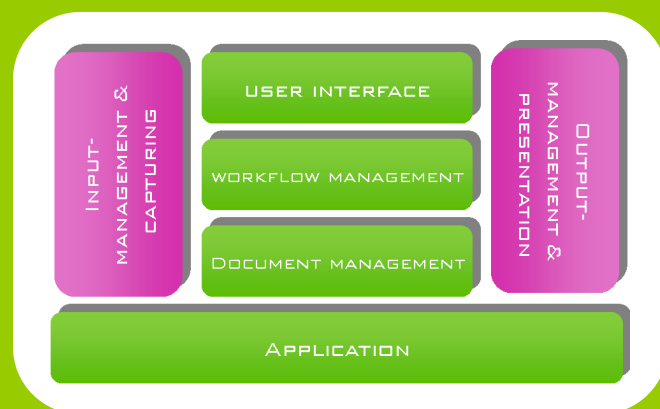 Input-
management &
capturing
user interface
workflow management
Document management
Output-
management &
presentation
Application